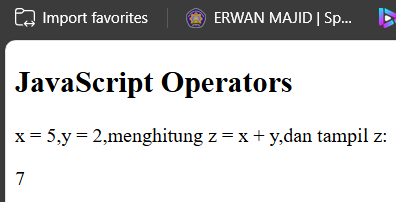 Import favorites
ERWAN MAJID | Sp...
JavaScript Operators
x = 5,y = 2,menghitung z = x + y,dan tampil z:
7